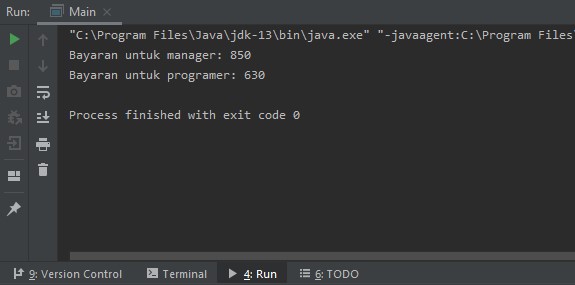 Run: Main
"C:\Program Files\Java\jdk-13\bin\java.exe" "-javaagent:C:\Program Files\
Bayaran untuk manager: 850
Bayaran untuk programer: 630
Process finished with exit code 0
9: Version Control Terminal 4: Run 6: TODO